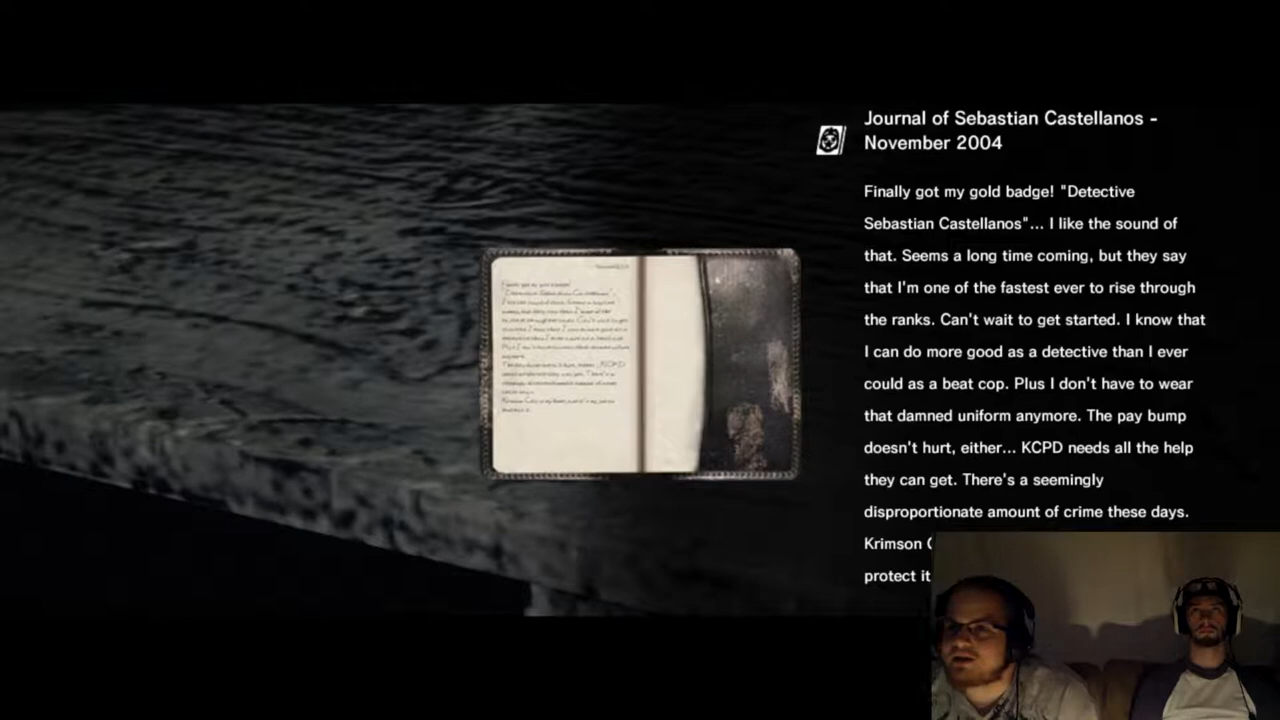 Journal of Sebastian Castellanos -
November 2004
Finally got my gold badge! "Detective
Sebastian Castellanos"... I like the sound of
that. Seems a long time coming, but they say
that I'm one of the fastest ever to rise through
the ranks. Can't wait to get started. I know that
I can do more good as a detective than I ever
could as a beat cop. Plus I don't have to wear
that damned uniform anymore. The pay bump
doesn't hurt, either... KCPD needs all the help
they can get. There's a seemingly
disproportionate amount of crime these days.
Krimson
protect it